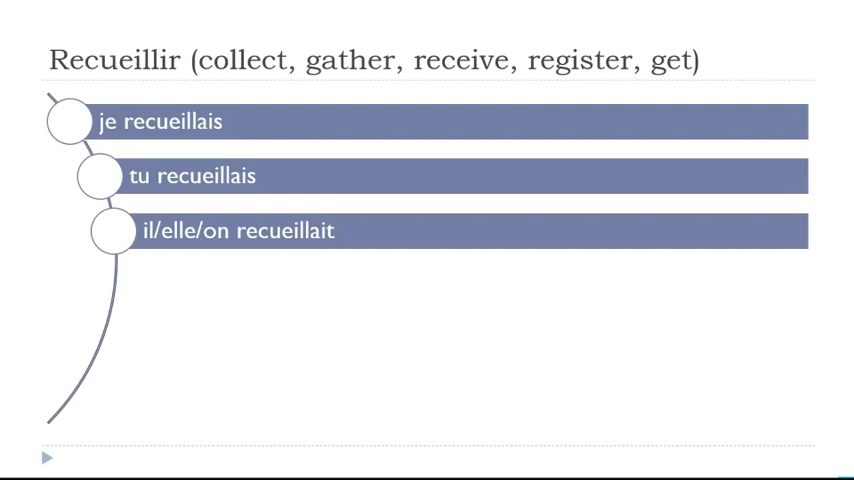 Recueillir (collect, gather, receive, register, get)
je recueillais
tu recueillais
il/elle/on recueillait